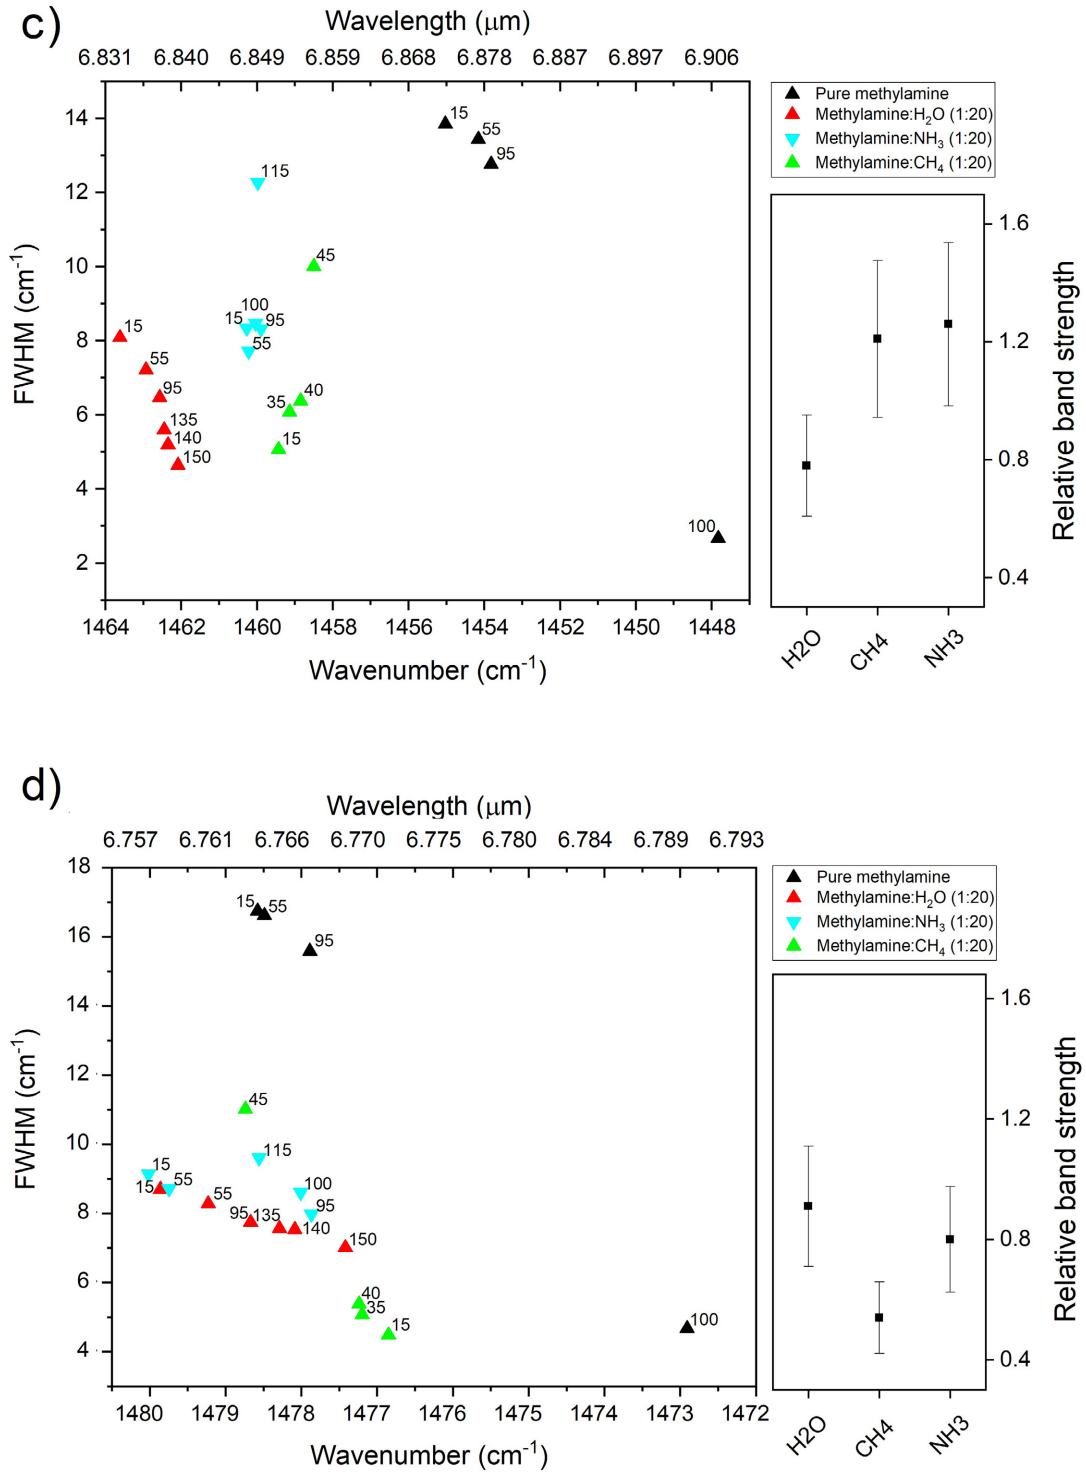 c)
Wavelength (μm)
6.831 6.840 6.849 6.859 6.868 6.878 6.887 6.897 6.906
14
12
10
8
6
4
2
FWHM (cm-1)
15
55
95
115
45
100
15 95
55
15
55
95
135
140
150
40
35
15
100
1464 1462 1460 1458 1456 1454 1452 1450 1448
Wavenumber (cm-1)
Pure methylamine
Methylamine:H2O (1:20)
Methylamine:NH3 (1:20)
Methylamine:CH4 (1:20)
1.6
1.2
0.8
0.4
Relative band strength
H2O CH4 NH3
d)
Wavelength (μm)
6.757 6.761 6.766 6.770 6.775 6.780 6.784 6.789 6.793
18
16
14
12
10
8
6
4
FWHM (cm-1)
15 55
95
45
115
15
15 55
100
55
95
95 135
140
150
40
35
15
100
1480 1479 1478 1477 1476 1475 1474 1473 1472
Wavenumber (cm-1)
Pure methylamine
Methylamine:H2O (1:20)
Methylamine:NH3 (1:20)
Methylamine:CH4 (1:20)
1.6
1.2
0.8
0.4
Relative band strength
H2O CH4 NH3